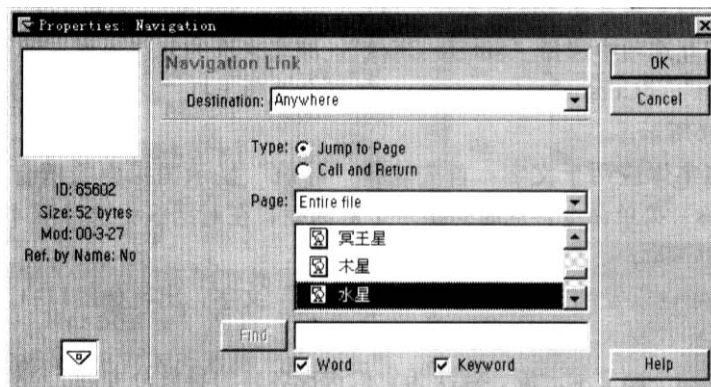 Properties: Navigation
Navigation Link
OK
Destination: Anywhere
Cancel
Type: Jump to Page
Call and Return
ID: 65602
Size: 52 bytes
Mod: 00-3-27
Ref. by Name: No
Page: Entire file
冥王星
木星
水星
Find
Word
Keyword
Help